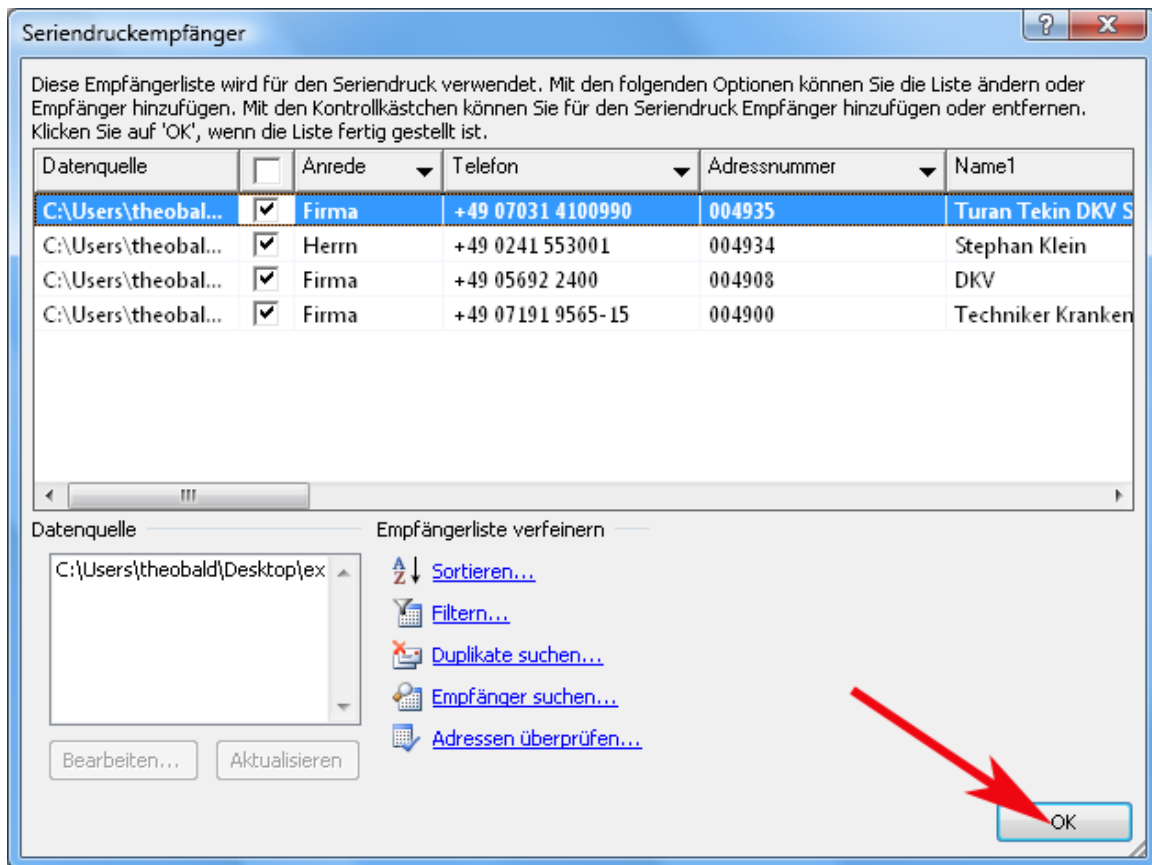 Seriendruckempfänger
Diese Empfängerliste wird für den Seriendruck verwendet. Mit den folgenden Optionen können Sie die Liste ändern oder
Empfänger hinzufügen. Mit den Kontrollkästchen können Sie für den Seriendruck Empfänger hinzufügen oder entfernen.
Klicken Sie auf 'OK', wenn die Liste fertig gestellt ist.
Datenquelle Anrede Telefon Adressnummer Name1
C:\Users\theobal... Firma +49 07031 4100990 004935 Turan Tekin DKV S
C:\Users\theobal... Herrn +49 0241 553001 004934 Stephan Klein
C:\Users\theobal... Firma +49 05692 2400 004908 DKV
C:\Users\theobal... Firma +49 07191 9565-15 004900 Techniker Kranken
Datenquelle Empfängerliste verfeinern
C:\Users\theobald\Desktop\ex
Sortieren...
Filtern...
Duplikate suchen...
Empfänger suchen...
Adressen überprüfen...
Bearbeiten... Aktualisieren
OK